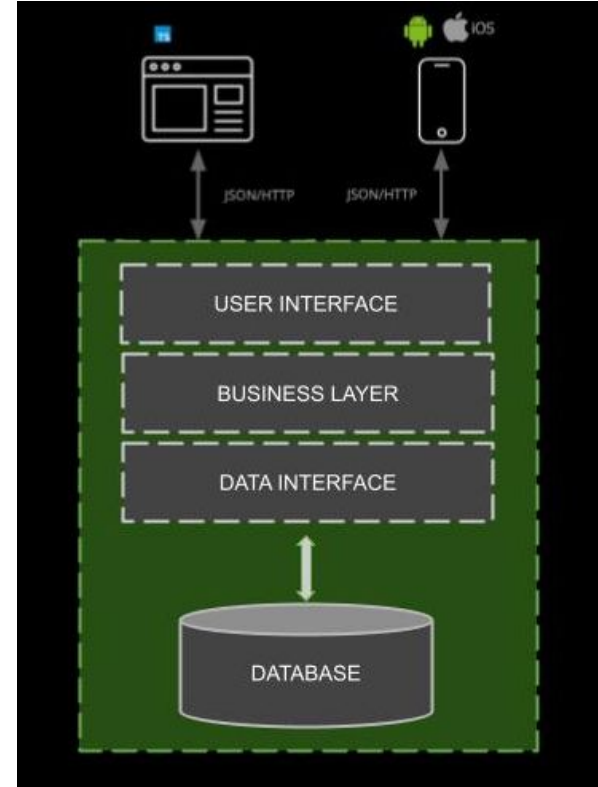 TS
iOS
JSON/HTTP
JSON/HTTP
USER INTERFACE
BUSINESS LAYER
DATA INTERFACE
DATABASE